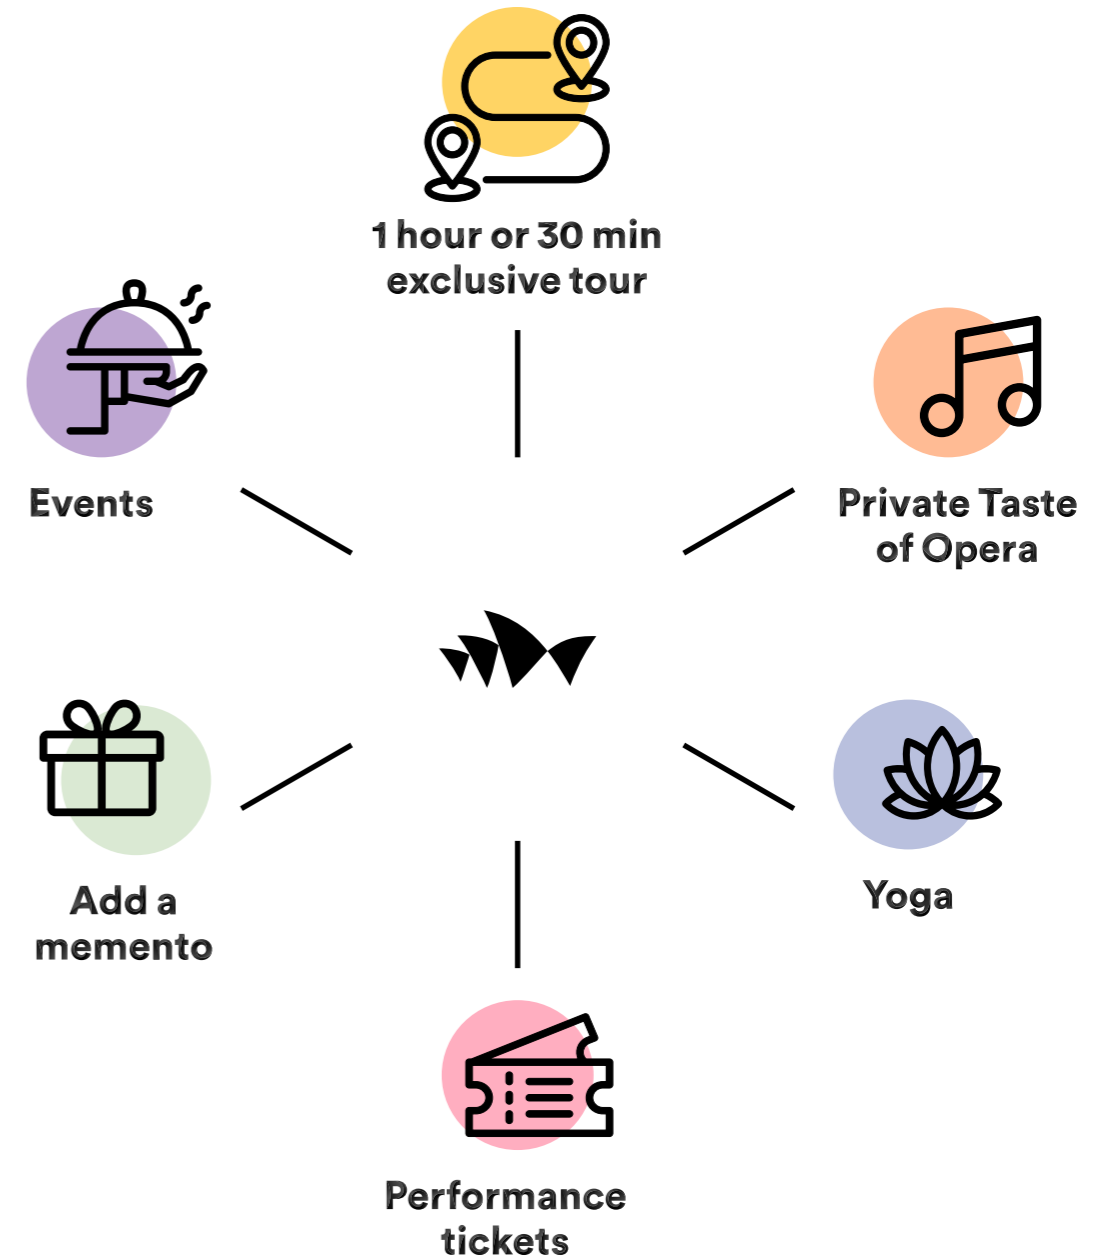 1 hour or 30 min
exclusive tour
Events
Private Taste
of Opera
Add a
memento
Yoga
Performance
tickets